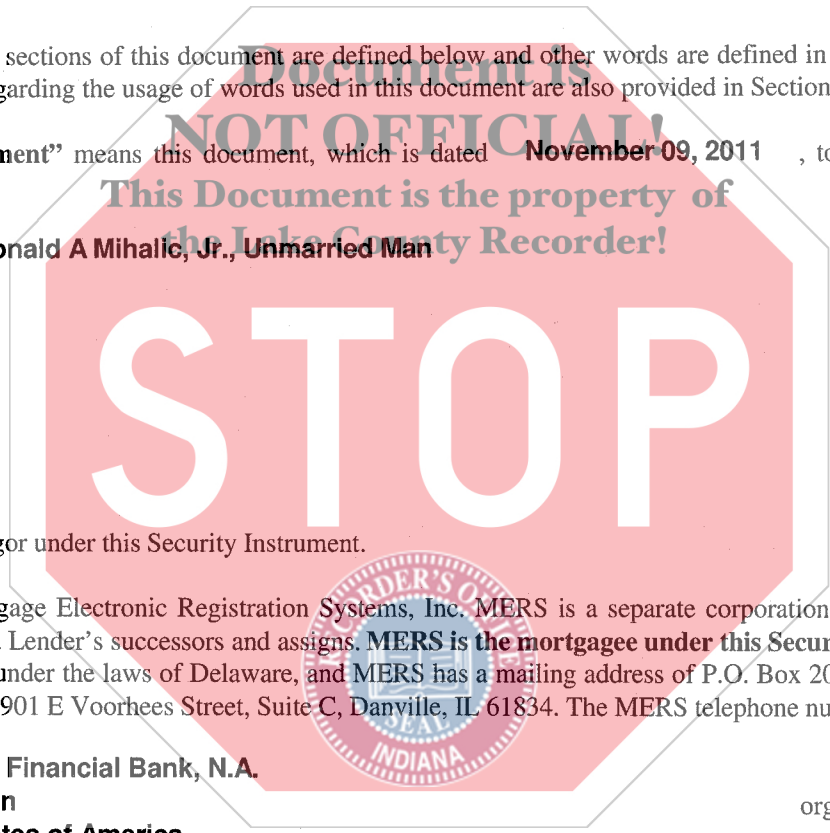 sections of this document are defined below and other words are defined in
garding the usage of words used in this document are also provided in Section
Document is
NOT OFFICIAL!
ment” means this document, which is dated November 09, 2011 , to
This Document is the property of
the Lake County Recorder!
onald A Mihalic, Jr., Unmarried Man
STOP
gor under this Security Instrument.
gage Electronic Registration Systems, Inc. MERS is a separate corporation
Lender’s successors and assigns. MERS is the mortgagee under this Secur
under the laws of Delaware, and MERS has a mailing address of P.O. Box 20
901 E Voorhees Street, Suite C, Danville, IL 61834. The MERS telephone nu
RECORDER'S OFFICE
SEAL
INDIANA
Financial Bank, N.A.
n
org
tes of America